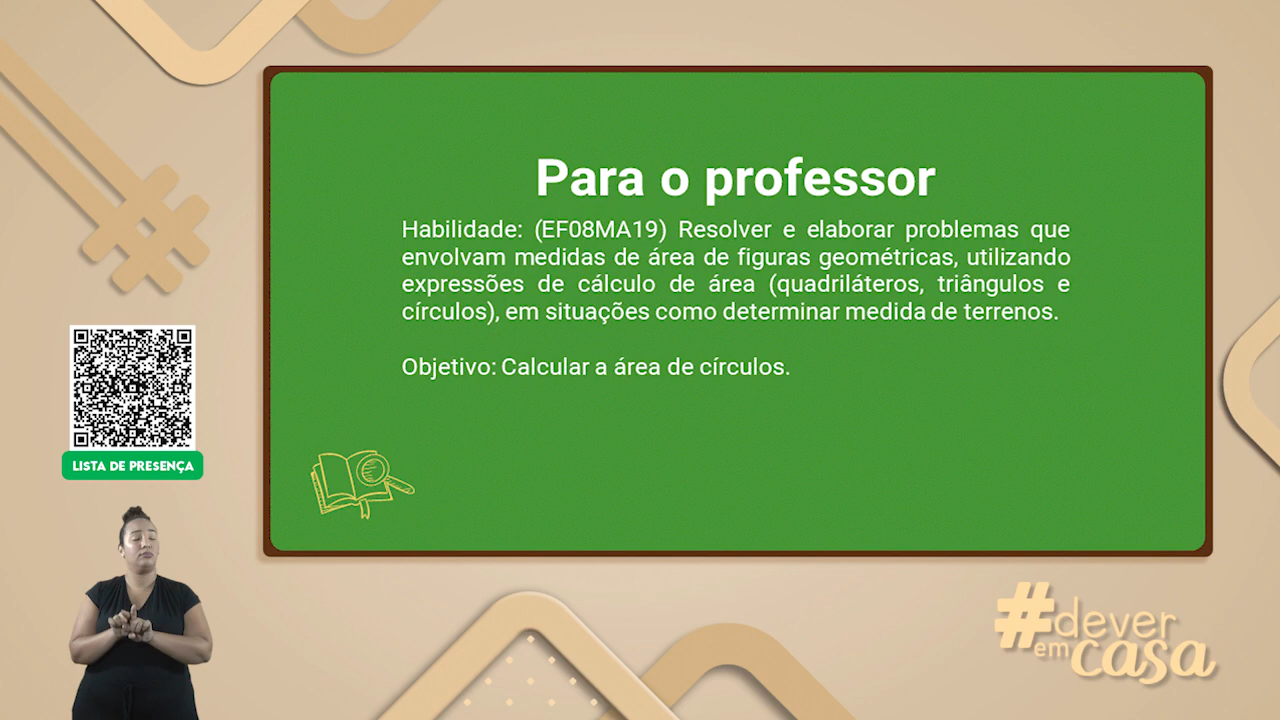 Para o professor
Habilidade: (EF08MA19) Resolver e elaborar problemas que
envolvam medidas de área de figuras geométricas, utilizando
expressões de cálculo de área (quadriláteros, triângulos e
círculos), em situações como determinar medida de terrenos.
Objetivo: Calcular a área de círculos.
LISTA DE PRESENÇA
#dever
em casa